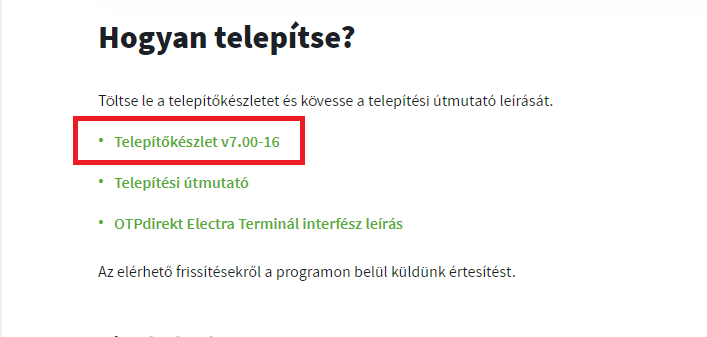 Hogyan telepítse?
Töltse le a telepítőkészletet és kövesse a telepítési útmutató leírását.
• Telepítőkészlet v7.00-16
• Telepítési útmutató
• OTPdirekt Electra Terminál interfész leírás
Az elérhető frissítésekről a programon belül küldünk értesítést.